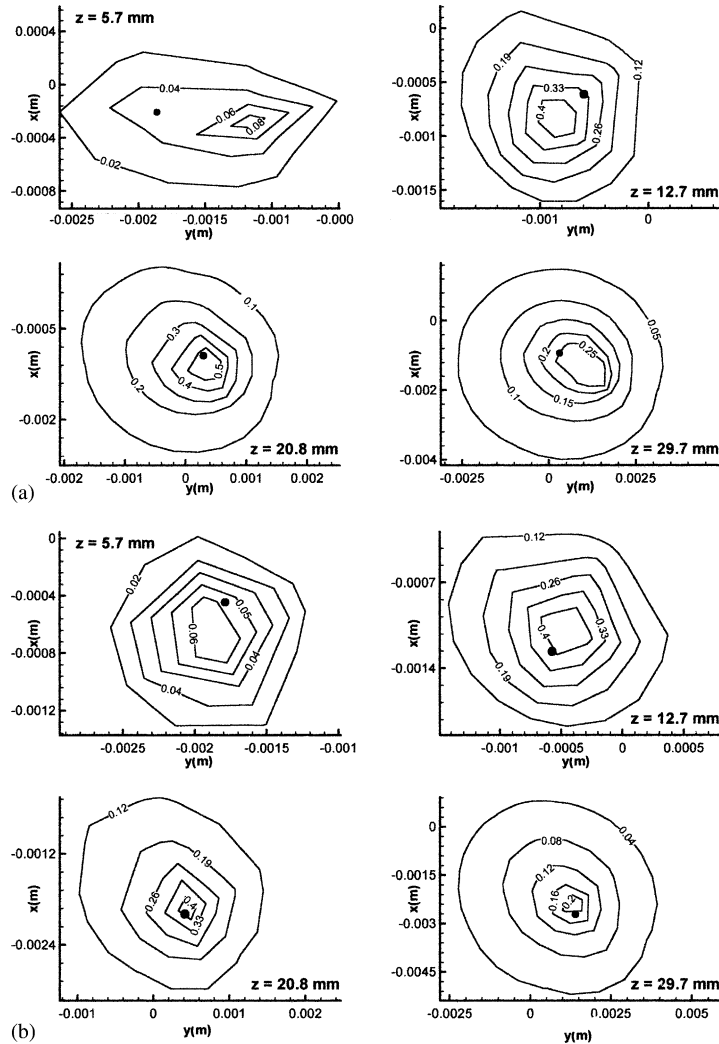 z = 5.7 mm
0.0004
0
-0.0004
-0.0008
x(m)
0.04
0.06
0.08
0.02
-0.0025 -0.002 -0.0015 -0.001 -0.0005 -0.000
y(m)
0
-0.0005
-0.001
-0.0015
x(m)
0.19
0.12
0.33
0.4
0.26
z = 12.7 mm
-0.001 0
y(m)
-0.0005
-0.002
x(m)
0.1
0.3
0.2
0.4
0.5
z = 20.8 mm
-0.002 -0.001 0 0.001 0.002
y(m)
0
-0.002
-0.004
x(m)
0.05
0.2
0.25
0.1
0.15
z = 29.7 mm
-0.0025 0 0.0025
y(m)
(a)
z = 5.7 mm
0
-0.0004
-0.0008
-0.0012
x(m)
0.02
0.05
0.06
0.04
0.04
-0.0025 -0.002 -0.0015 -0.001
y(m)
-0.0007
-0.0014
x(m)
0.12
0.26
0.4
0.33
0.19
z = 12.7 mm
-0.001 -0.0005 0 0.0005
y(m)
-0.0012
-0.0024
x(m)
0.12
0.19
0.26
0.4
0.33
z = 20.8 mm
-0.001 0 0.001 0.002
y(m)
0
-0.0015
-0.003
-0.0045
x(m)
0.04
0.08
0.12
0.16
0.2
z = 29.7 mm
-0.0025 0 0.0025 0.005
y(m)
(b)